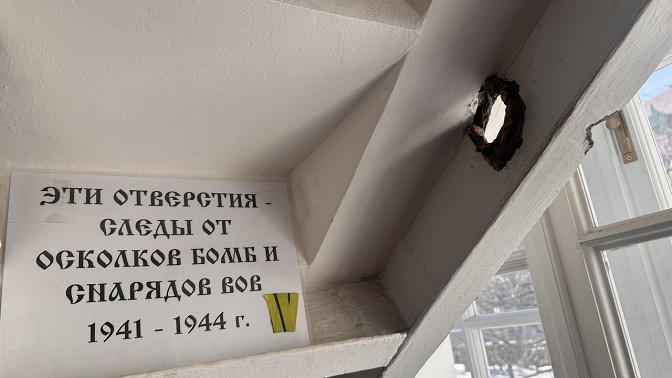 ЭТИ ОТВЕРСТИЯ -
СЛЕДЫ ОТ
ОСКОЛКОВ БОМБ И
СНАРЯДОВ ВОВ
1941 - 1944 г.